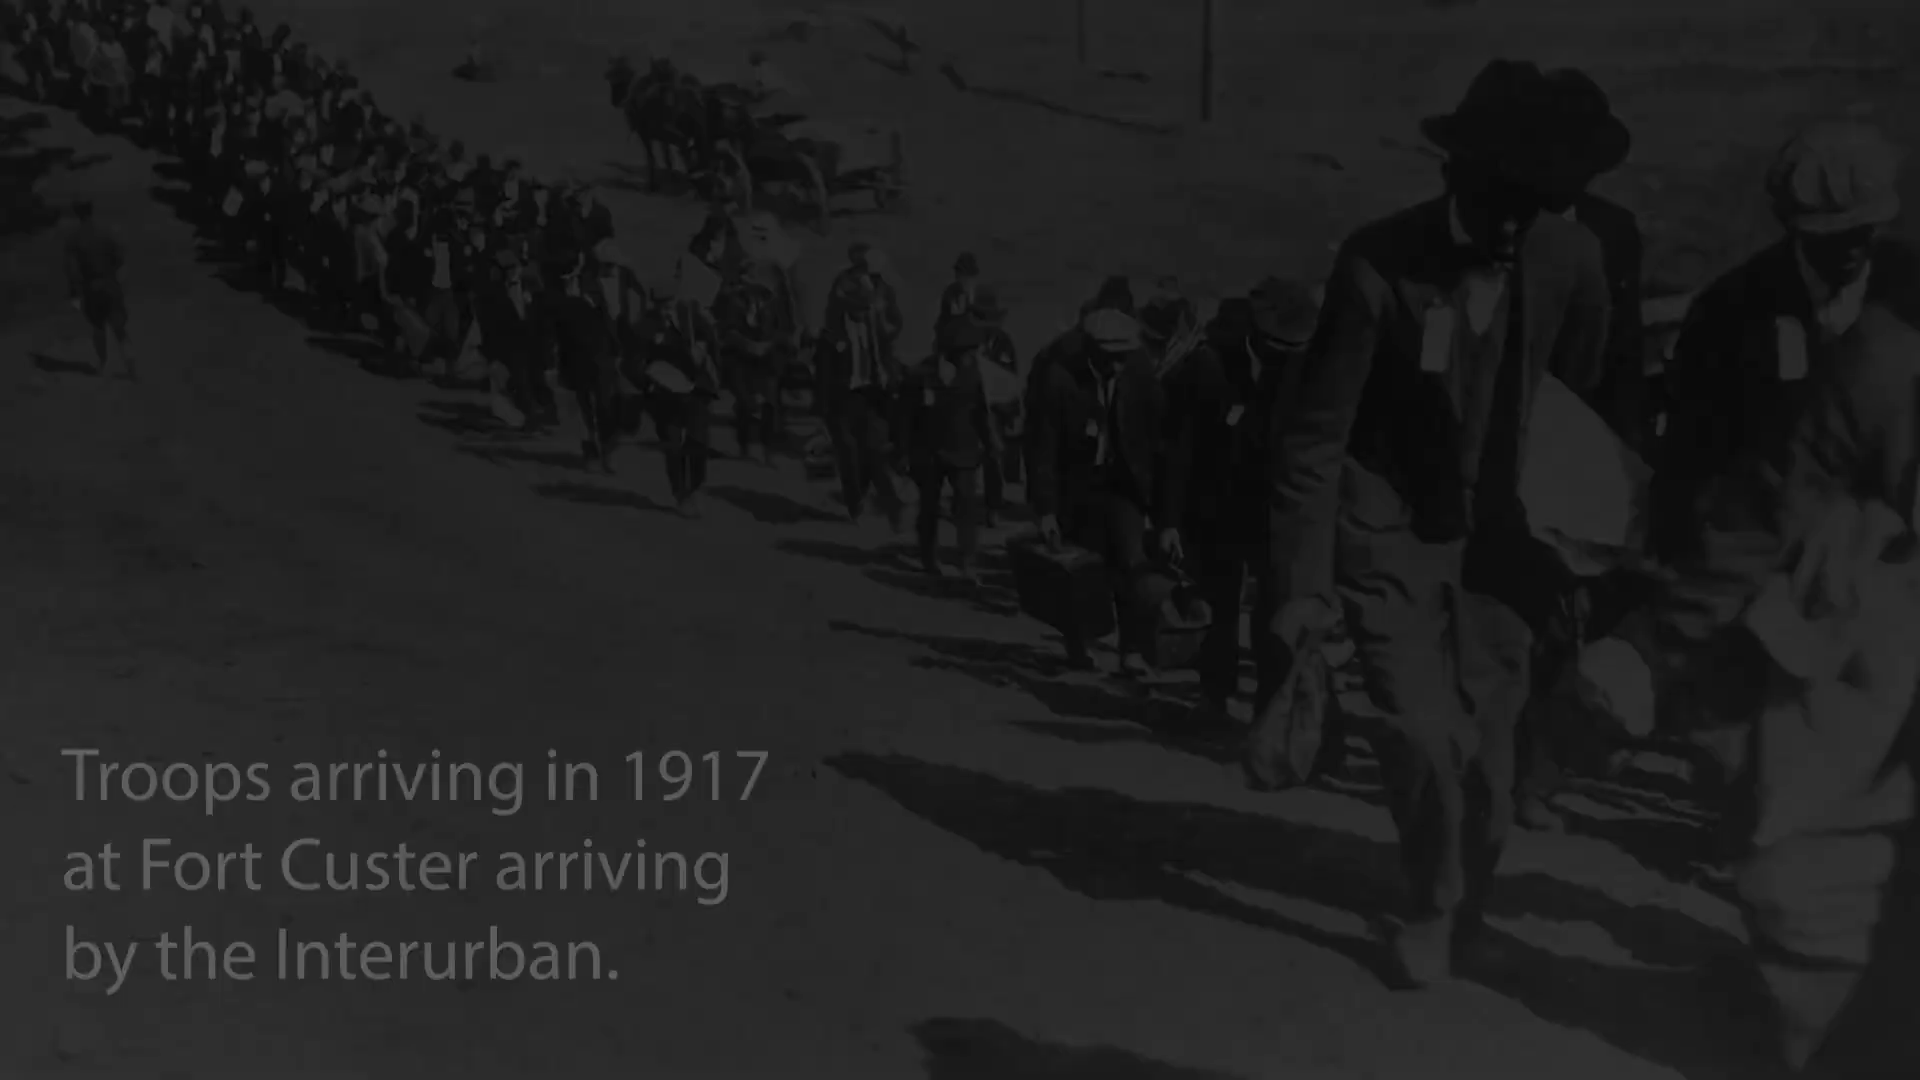 Troops arriving in 1917
at Fort Custer arriving
by the Interurban.